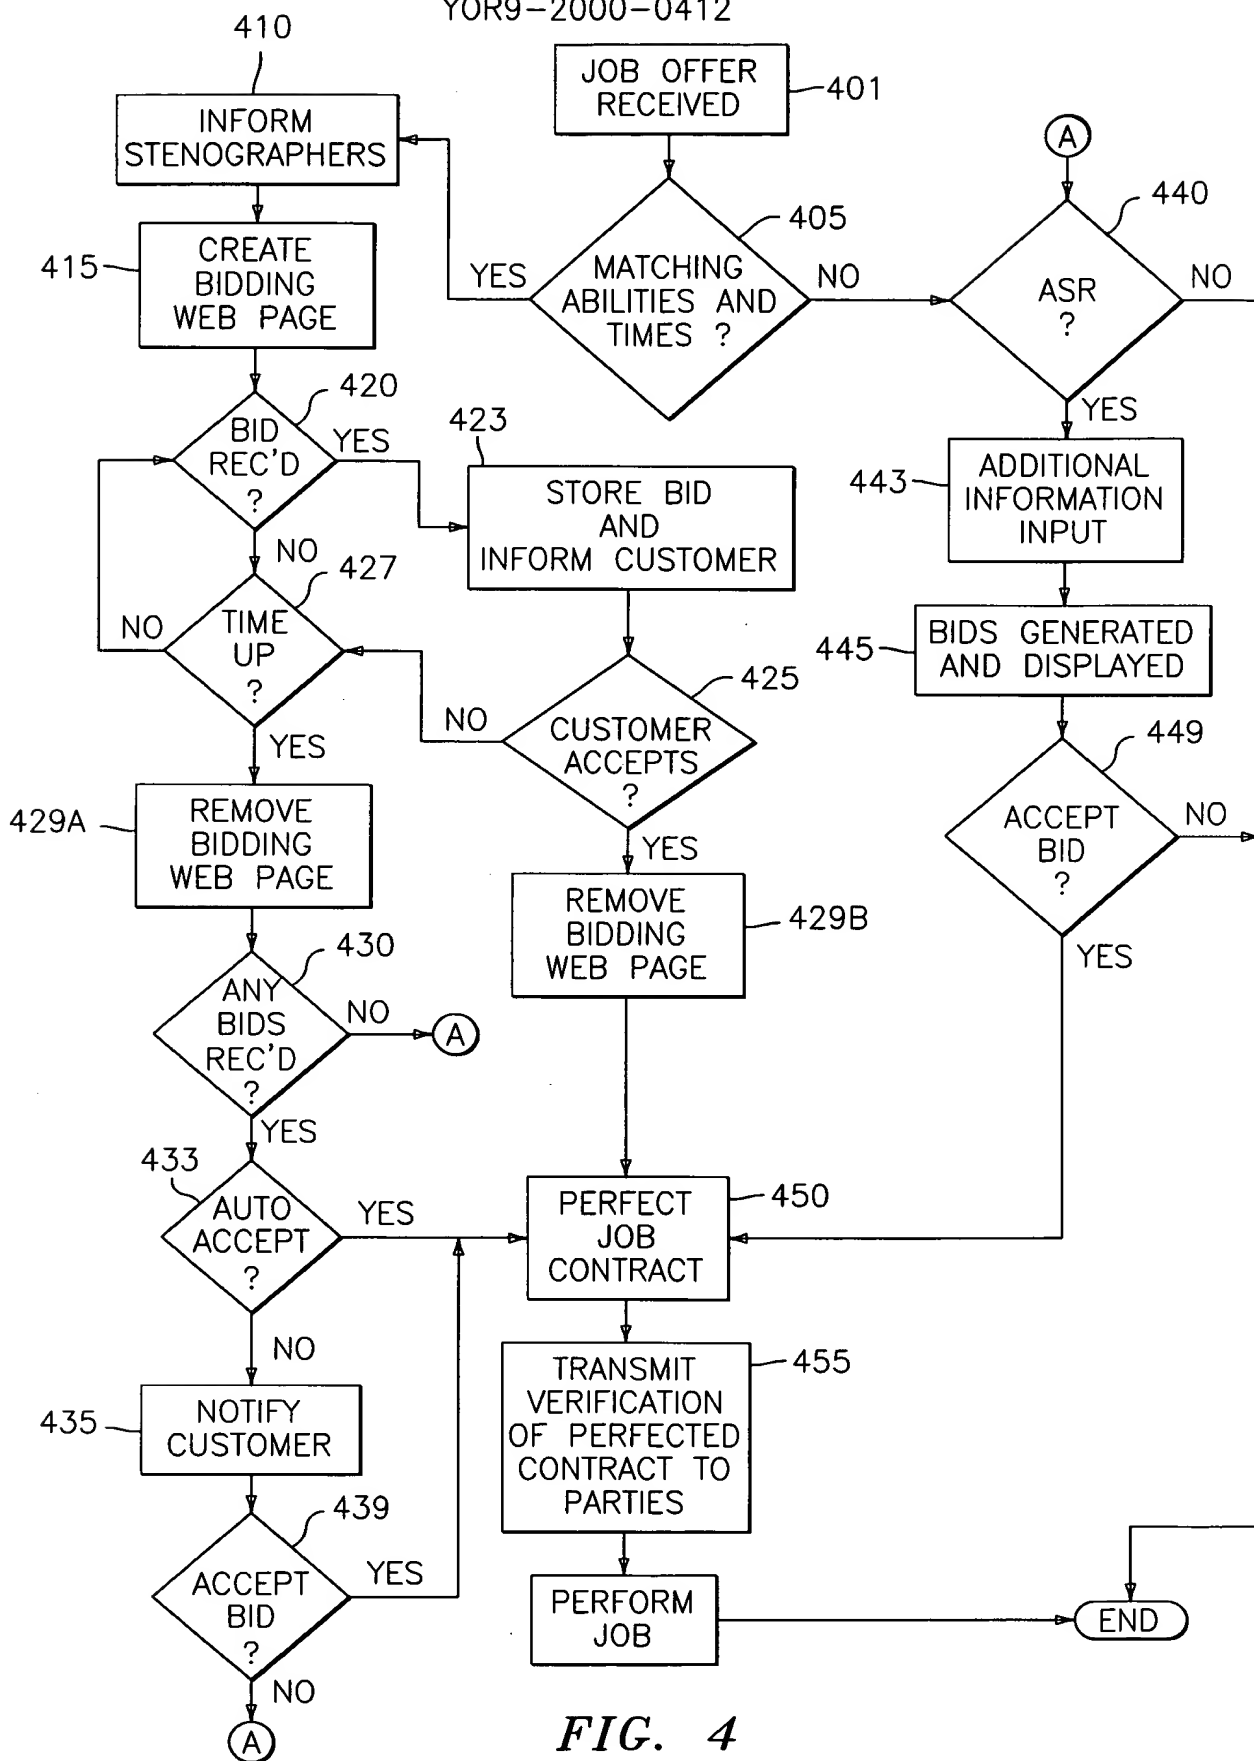 YOR9-2000-0412
410
JOB OFFER
RECEIVED
401
INFORM
STENOGRAPHERS
A
440
405
415
CREATE
BIDDING
WEB PAGE
YES
MATCHING
ABILITIES AND
TIMES ?
NO
ASR
?
NO
YES
420
BID
REC'D
?
YES
NO
423
STORE BID
AND
INFORM CUSTOMER
443
ADDITIONAL
INFORMATION
INPUT
427
TIME
UP
?
NO
YES
445
BIDS GENERATED
AND DISPLAYED
425
CUSTOMER
ACCEPTS
?
NO
YES
449
ACCEPT
BID
?
NO
YES
429A
REMOVE
BIDDING
WEB PAGE
REMOVE
BIDDING
WEB PAGE
429B
430
ANY
BIDS
REC'D
?
NO
A
YES
433
AUTO
ACCEPT
?
YES
NO
PERFECT
JOB
CONTRACT
450
TRANSMIT
VERIFICATION
OF PERFECTED
CONTRACT TO
PARTIES
455
435
NOTIFY
CUSTOMER
439
ACCEPT
BID
?
YES
NO
A
PERFORM
JOB
END
FIG. 4